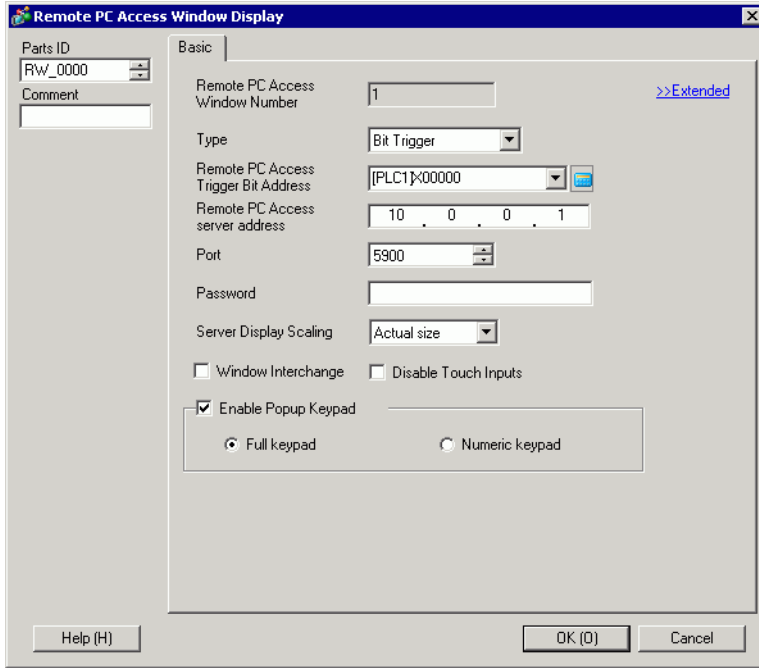 Remote PC Access Window Display
Parts ID
RW_0000
Comment
Basic
Remote PC Access
Window Number
1
>>Extended
Type
Bit Trigger
Remote PC Access
Trigger Bit Address
[PLC1]X00000
Remote PC Access
server address
10 . 0 . 0 . 1
Port
5900
Password
Server Display Scaling
Actual size
Window Interchange
Disable Touch Inputs
Enable Popup Keypad
Full keypad
Numeric keypad
Help (H)
OK (O)
Cancel